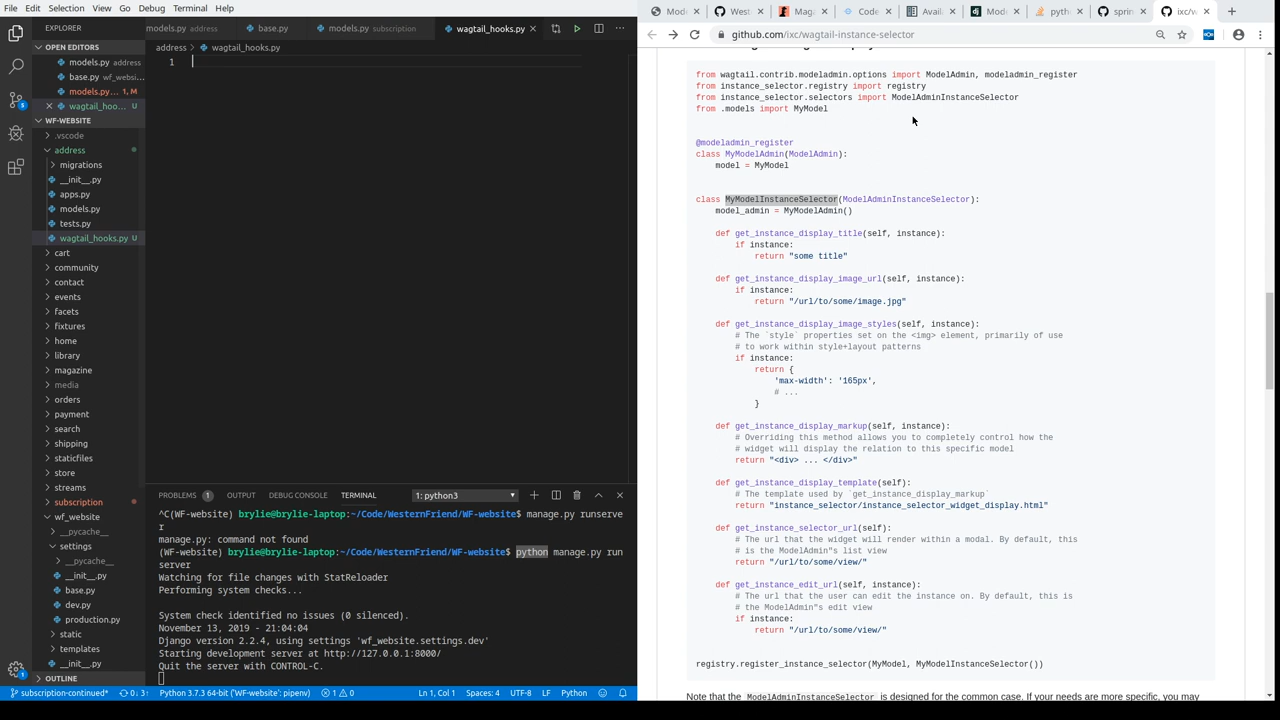 File Edit Selection View Go Debug Terminal Help
EXPLORER
OPEN EDITORS
models.py address
base.py wf_websi...
models.py... 1, M
wagtail_hoo... U
WF-WEBSITE
.vscode
address
migrations
__init__.py
apps.py
models.py
tests.py
wagtail_hooks.py U
cart
community
contact
events
facets
fixtures
home
library
magazine
media
orders
payment
search
shipping
staticfiles
store
streams
subscription
wf_website
__pycache__
settings
__pycache__
__init__.py
base.py
dev.py
production.py
static
templates
__init__.py
OUTLINE
models.py address
base.py
models.py subscription
wagtail_hooks.py
address > wagtail_hooks.py
1
PROBLEMS 1 OUTPUT DEBUG CONSOLE TERMINAL 1: python3
^C(WF-website) brylie@brylie-laptop:~/Code/WesternFriend/WF-website$ manage.py runserve
r
manage.py: command not found
(WF-website) brylie@brylie-laptop:~/Code/WesternFriend/WF-website$ python manage.py run
server
Watching for file changes with StatReloader
Performing system checks...
System check identified no issues (0 silenced).
November 13, 2019 - 21:04:04
Django version 2.2.4, using settings 'wf_website.settings.dev'
Starting development server at http://127.0.0.1:8000/
Quit the server with CONTROL-C.
subscription-continued* 0↓ 3↑ Python 3.7.3 64-bit ('WF-website': pipenv) 1 0 Ln 1, Col 1 Spaces: 4 UTF-8 LF Python
Mode West Maga Code Avail Mode pytho sprin ixc/w
github.com/ixc/wagtail-instance-selector
from wagtail.contrib.modeladmin.options import ModelAdmin, modeladmin_register
from instance_selector.registry import registry
from instance_selector.selectors import ModelAdminInstanceSelector
from .models import MyModel
@modeladmin_register
class MyModelAdmin(ModelAdmin):
model = MyModel
class MyModelInstanceSelector(ModelAdminInstanceSelector):
model_admin = MyModelAdmin()
def get_instance_display_title(self, instance):
if instance:
return "some title"
def get_instance_display_image_url(self, instance):
if instance:
return "/url/to/some/image.jpg"
def get_instance_display_image_styles(self, instance):
# The `style` properties set on the <img> element, primarily of use
# to work within style+layout patterns
if instance:
return {
'max-width': '165px',
# ...
}
def get_instance_display_markup(self, instance):
# Overriding this method allows you to completely control how the
# widget will display the relation to this specific model
return "<div> ... </div>"
def get_instance_display_template(self):
# The template used by `get_instance_display_markup`
return "instance_selector/instance_selector_widget_display.html"
def get_instance_selector_url(self):
# The url that the widget will render within a modal. By default, this
# is the ModelAdmin"s list view
return "/url/to/some/view/"
def get_instance_edit_url(self, instance):
# The url that the user can edit the instance on. By default, this is
# the ModelAdmin"s edit view
if instance:
return "/url/to/some/view/"
registry.register_instance_selector(MyModel, MyModelInstanceSelector())
Note that the ModelAdminInstanceSelector is designed for the common case. If your needs are more specific, you may